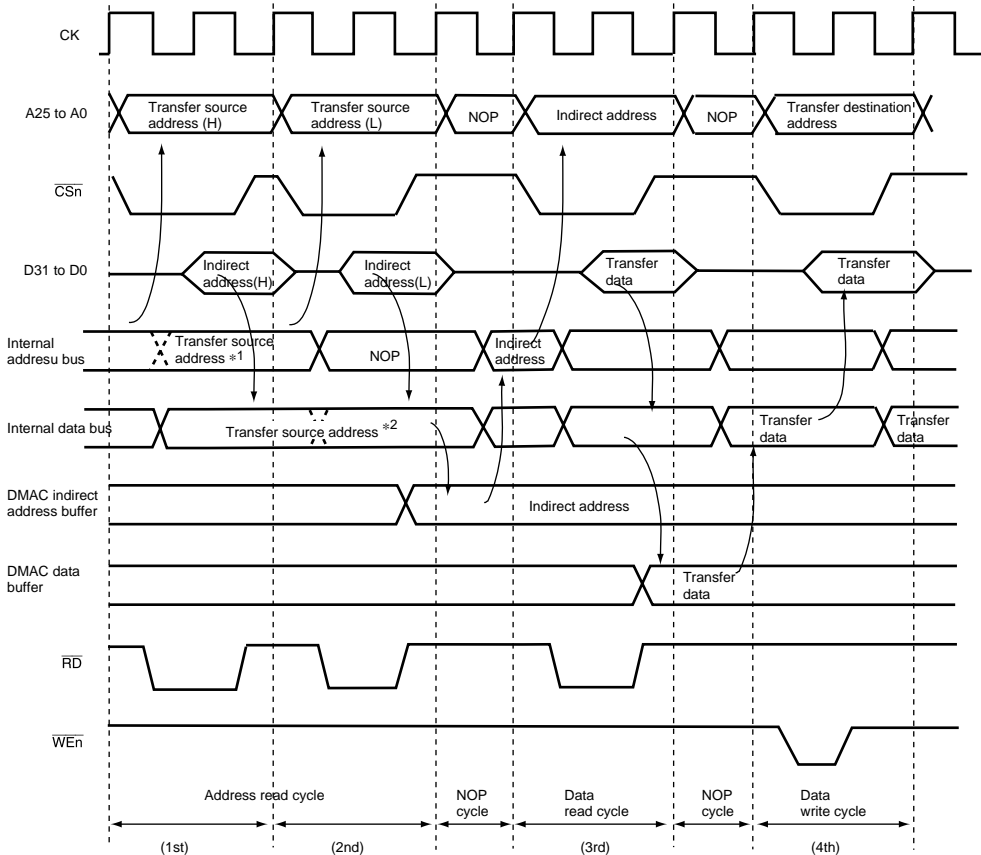 CK
A25 to A0
Transfer source
address (H)
Transfer source
address (L)
NOP
Indirect address
NOP
Transfer destination
address
CSn
D31 to D0
Indirect
address(H)
Indirect
address(L)
Transfer
data
Transfer
data
Internal
addresu bus
Transfer source
address *1
NOP
Indirect
address
Internal data bus
Transfer source address *2
Transfer
data
Transfer
data
DMAC indirect
address buffer
Indirect address
DMAC data
buffer
Transfer
data
RD
WEn
Address read cycle
NOP
cycle
Data
read cycle
NOP
cycle
Data
write cycle
(1st)
(2nd)
(3rd)
(4th)